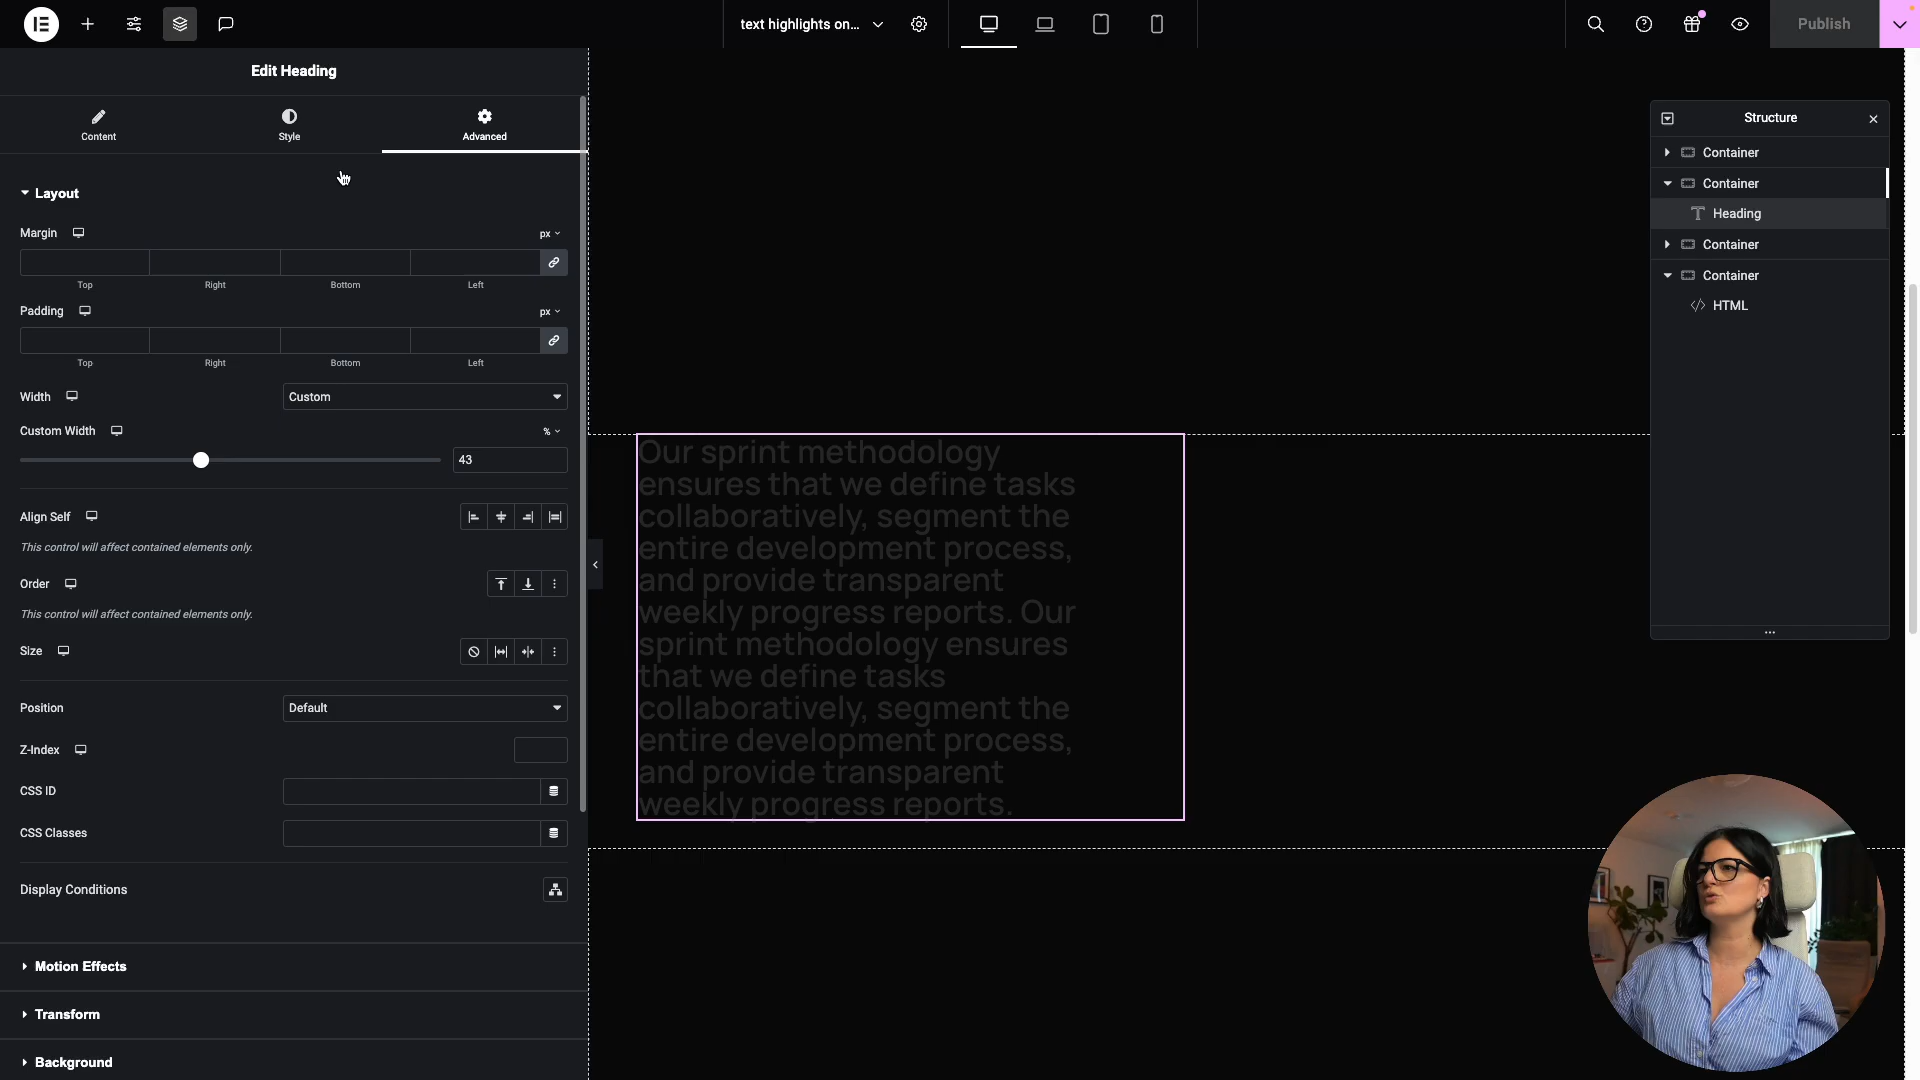 text highlights on...
Publish
Edit Heading
Content
Style
Advanced
Layout
Margin
px
Top
Right
Bottom
Left
Padding
px
Top
Right
Bottom
Left
Width
Custom
Custom Width
%
43
Align Self
This control will affect contained elements only.
Order
This control will affect contained elements only.
Size
Position
Default
Z-Index
CSS ID
CSS Classes
Display Conditions
Motion Effects
Transform
Background
Our sprint methodology
ensures that we define tasks
collaboratively, segment the
entire development process,
and provide transparent
weekly progress reports. Our
sprint methodology ensures
that we define tasks
collaboratively, segment the
entire development process,
and provide transparent
weekly progress reports.
Structure
Container
Container
Heading
Container
Container
HTML